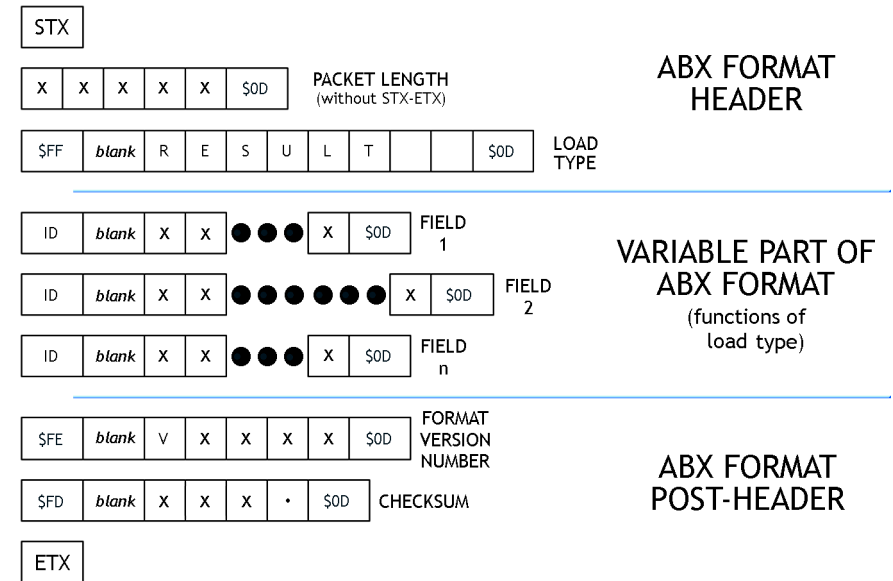 STX
X X X X X $0D PACKET LENGTH
(without STX-ETX)
ABX FORMAT
HEADER
$FF blank R E S U L T $0D LOAD
TYPE
ID blank X X ●●● X $0D FIELD
1
VARIABLE PART OF
ABX FORMAT
(functions of
load type)
ID blank X X ●●●●●● X $0D FIELD
2
ID blank X X ●●● X $0D FIELD
n
$FE blank V X X X X $0D FORMAT
VERSION
NUMBER
ABX FORMAT
POST-HEADER
$FD blank X X X · $0D CHECKSUM
ETX